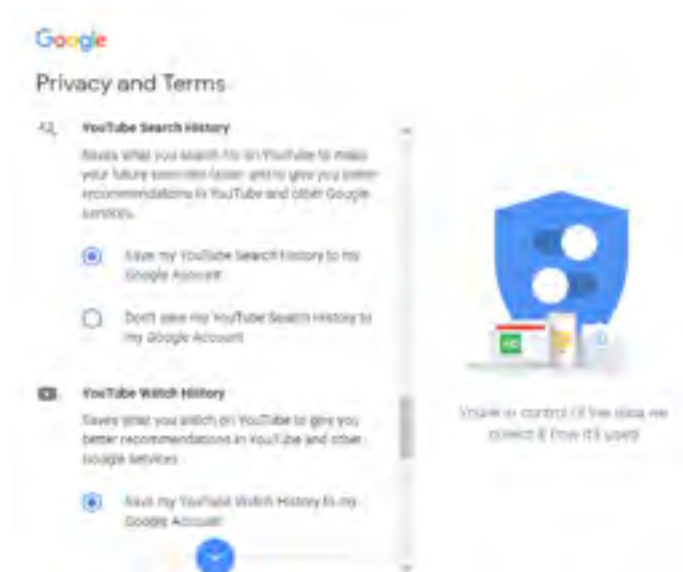 Google
Privacy and Terms
YouTube Search History
Saves what you search for on YouTube to make
your future searches faster and to give you better
recommendations in YouTube and other Google
services.
Save my YouTube Search History to my
Google Account
Don't save my YouTube Search History to
my Google Account
YouTube Watch History
Saves what you watch on YouTube to give you
better recommendations in YouTube and other
Google services.
Save my YouTube Watch History to my
Google Account
You're in control of the data we
collect & how it's used